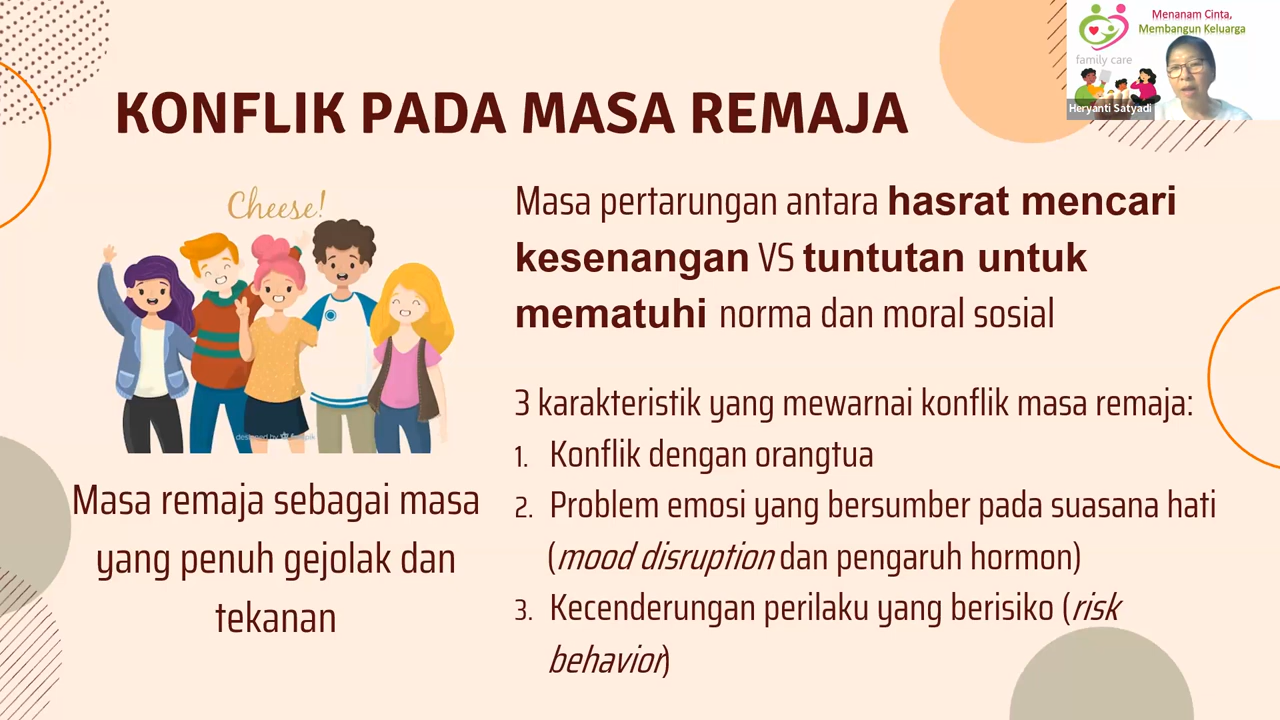 Menanam Cinta,
Membangun Keluarga
family care
Heryanti Satyadi
KONFLIK PADA MASA REMAJA
Cheese!
Masa remaja sebagai masa
yang penuh gejolak dan
tekanan
Masa pertarungan antara hasrat mencari
kesenangan VS tuntutan untuk
mematuhi norma dan moral sosial
3 karakteristik yang mewarnai konflik masa remaja:
1. Konflik dengan orangtua
2. Problem emosi yang bersumber pada suasana hati
(mood disruption dan pengaruh hormon)
3. Kecenderungan perilaku yang berisiko (risk
behavior)